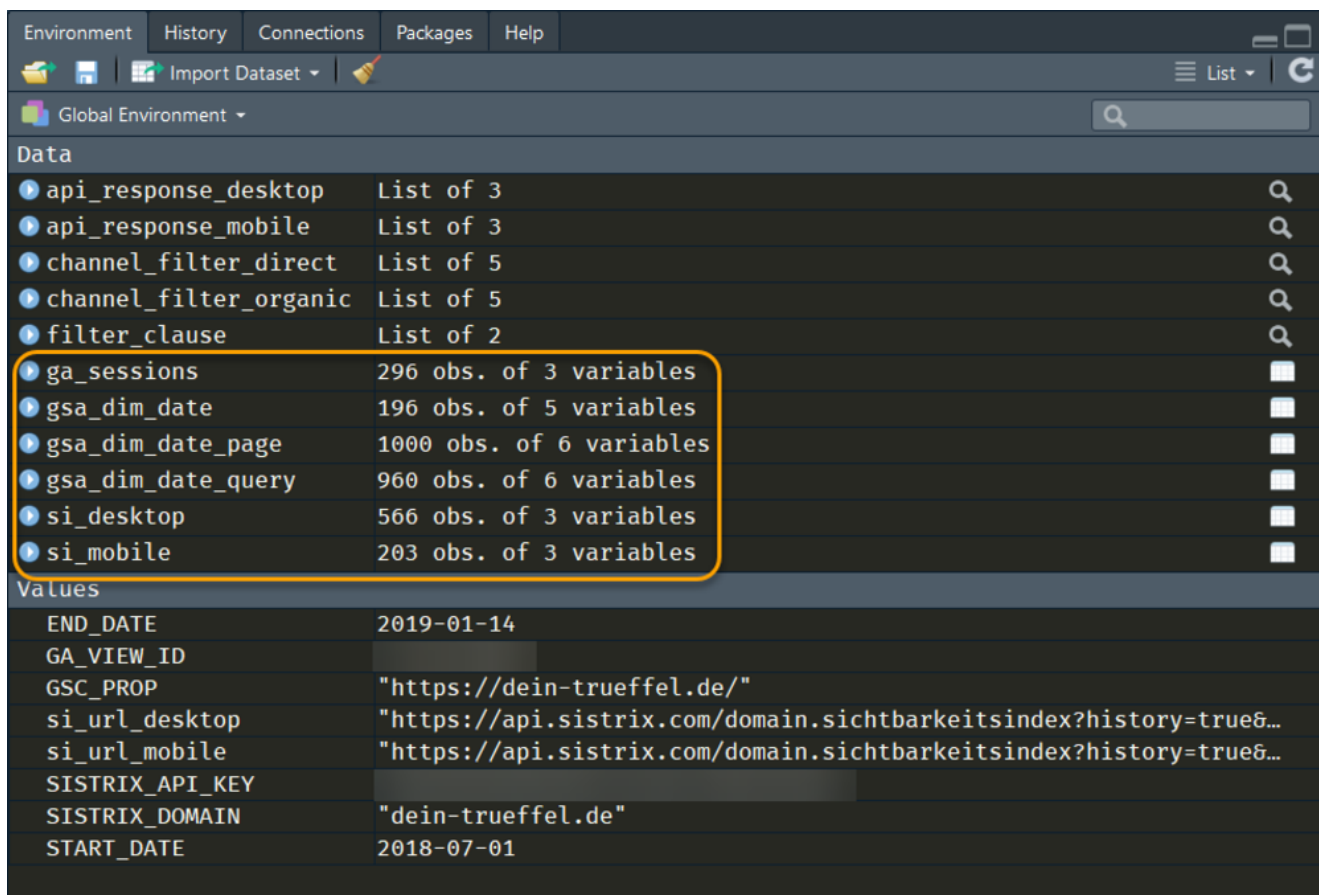 Environment History Connections Packages Help
Import Dataset List
Global Environment
Data
api_response_desktop List of 3
api_response_mobile List of 3
channel_filter_direct List of 5
channel_filter_organic List of 5
filter_clause List of 2
ga_sessions 296 obs. of 3 variables
gsa_dim_date 196 obs. of 5 variables
gsa_dim_date_page 1000 obs. of 6 variables
gsa_dim_date_query 960 obs. of 6 variables
si_desktop 566 obs. of 3 variables
si_mobile 203 obs. of 3 variables
Values
END_DATE 2019-01-14
GA_VIEW_ID
GSC_PROP "https://dein-trueffel.de/"
si_url_desktop "https://api.sistrix.com/domain.sichtbarkeitsindex?history=true&…
si_url_mobile "https://api.sistrix.com/domain.sichtbarkeitsindex?history=true&…
SISTRIX_API_KEY
SISTRIX_DOMAIN "dein-trueffel.de"
START_DATE 2018-07-01